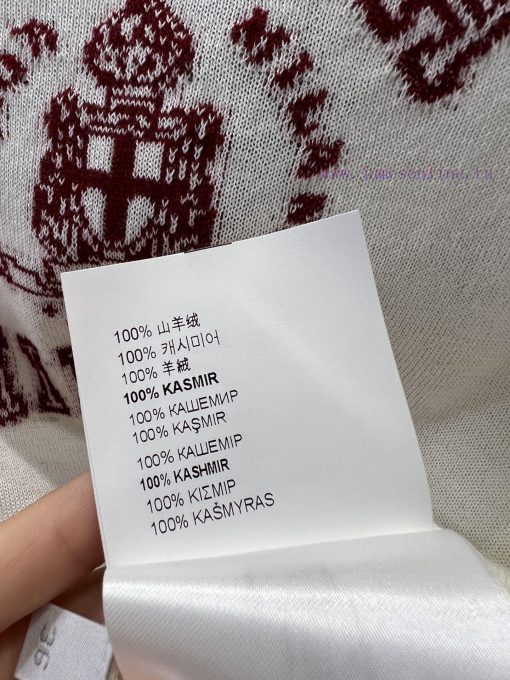 100% 山羊绒
100% 캐시미어
100% 羊絨
100% KASMIR
100% КАШЕМИР
100% KAŞMIR
100% КАШЕМІР
100% KASHMIR
100% ΚΙΣΜΙΡ
100% KAŠMYRAS
36